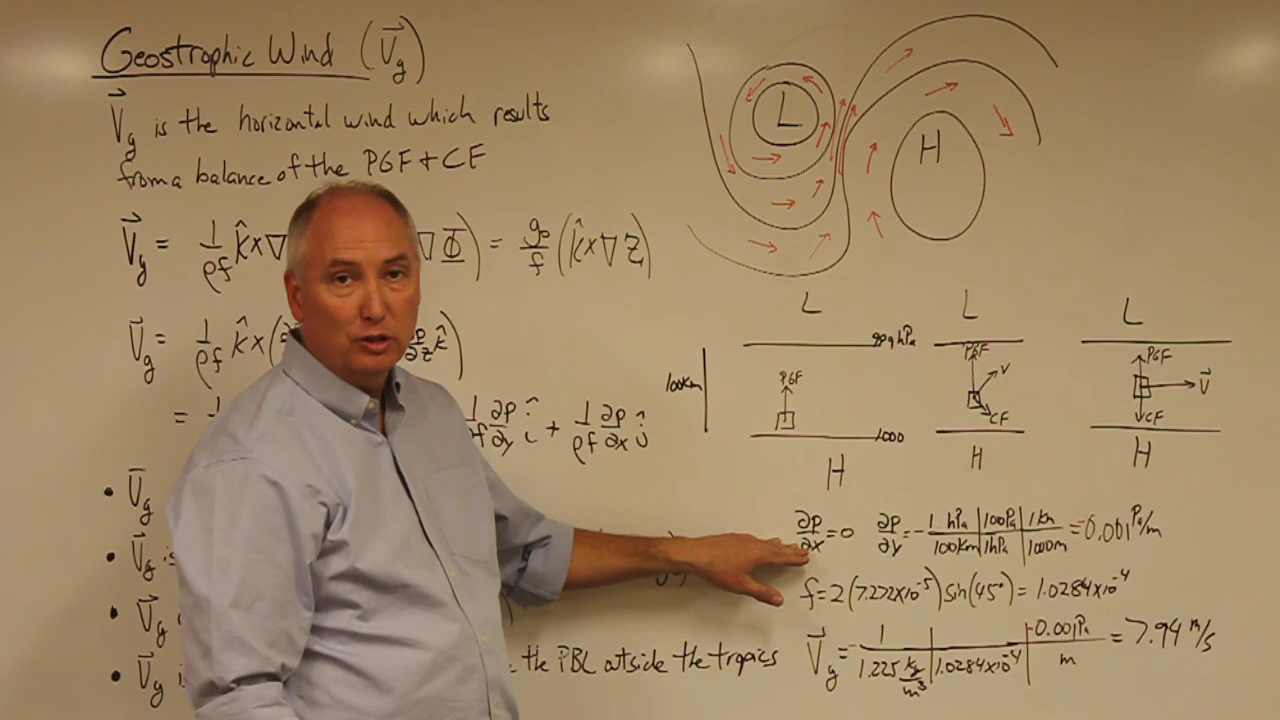 Geostrophic Wind (V⃗g)
V⃗g is the horizontal wind which results
from a balance of the PGF + CF
V⃗g = 1/ρf k̂ × ∇ ∇Φ) = g₀/f (k̂ × ∇Z)
V⃗g = 1/ρf k̂ × (∂ ∂p/∂z k̂)
= 1/ρf ∂p/∂y î + 1/ρf ∂p/∂x ĵ
• V⃗g
• V⃗g is
• V⃗g
• V⃗g the PBL outside the tropics
L
H
L L L
999 hPa
100km
PGF
1000
H
PGF
V
CF
H
PGF
V⃗
CF
H
∂p/∂x = 0 ∂p/∂y = -1 hPa/100km | 100Pa/1hPa | 1km/1000m = -0.001 Pa/m
f = 2(7.272×10⁻⁵) sin(45°) = 1.0284×10⁻⁴
V⃗g = - 1/1.225 kg/m³ | 1.0284×10⁻⁴ | -0.001Pa/m = 7.94 m/s